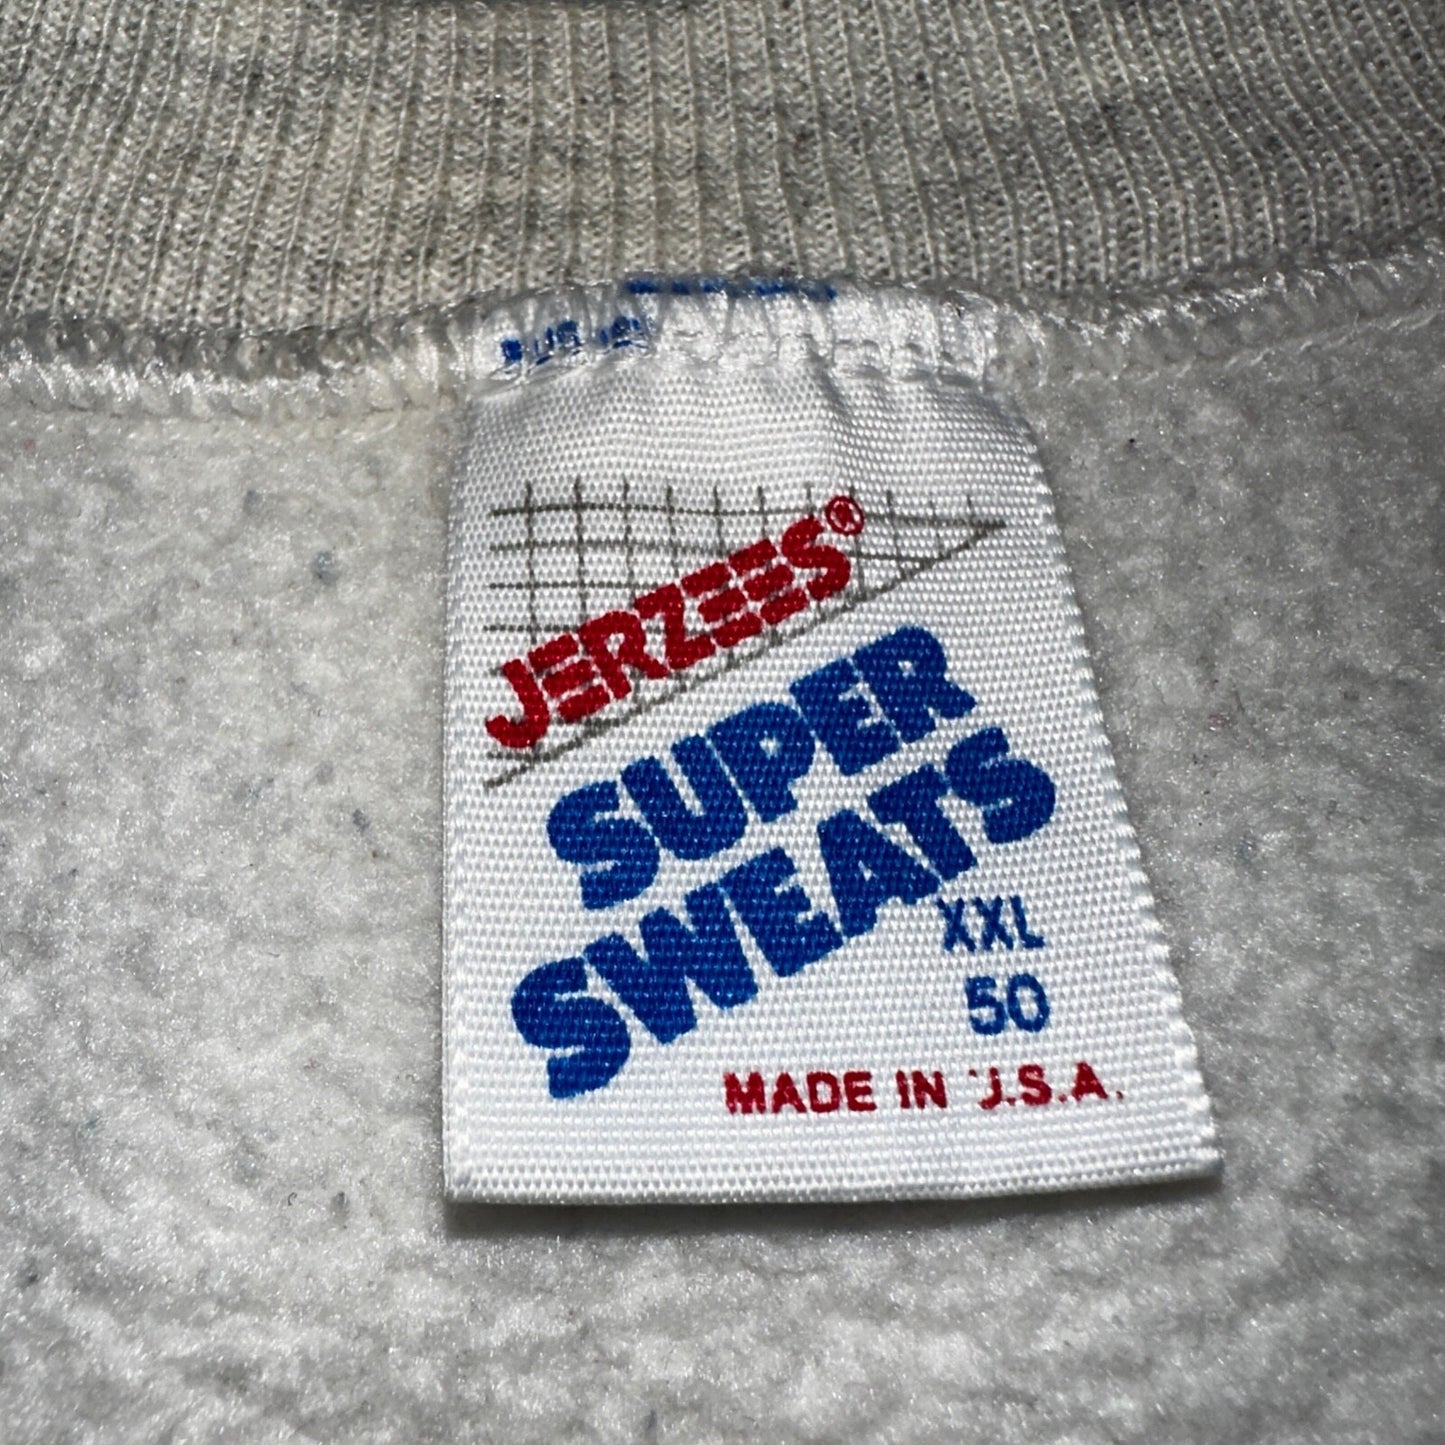 JERZEES®
SUPER
SWEATS
XXL
50
MADE IN U.S.A.